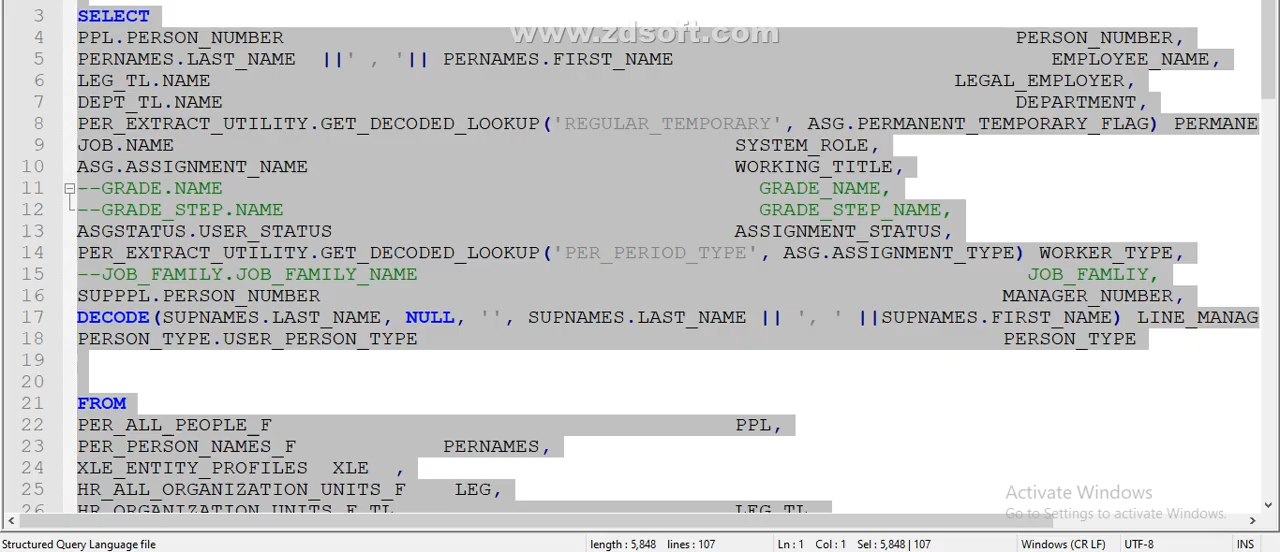 www.zdsoft.com
3 SELECT
4 PPL.PERSON_NUMBER PERSON_NUMBER,
5 PERNAMES.LAST_NAME ||' , '|| PERNAMES.FIRST_NAME EMPLOYEE_NAME,
6 LEG_TL.NAME LEGAL_EMPLOYER,
7 DEPT_TL.NAME DEPARTMENT,
8 PER_EXTRACT_UTILITY.GET_DECODED_LOOKUP('REGULAR_TEMPORARY', ASG.PERMANENT_TEMPORARY_FLAG) PERMANE
9 JOB.NAME SYSTEM_ROLE,
10 ASG.ASSIGNMENT_NAME WORKING_TITLE,
11 --GRADE.NAME GRADE_NAME,
12 --GRADE_STEP.NAME GRADE_STEP_NAME,
13 ASGSTATUS.USER_STATUS ASSIGNMENT_STATUS,
14 PER_EXTRACT_UTILITY.GET_DECODED_LOOKUP('PER_PERIOD_TYPE', ASG.ASSIGNMENT_TYPE) WORKER_TYPE,
15 --JOB_FAMILY.JOB_FAMILY_NAME JOB_FAMLIY,
16 SUPPPL.PERSON_NUMBER MANAGER_NUMBER,
17 DECODE(SUPNAMES.LAST_NAME, NULL, '', SUPNAMES.LAST_NAME || ', ' ||SUPNAMES.FIRST_NAME) LINE_MANAG
18 PERSON_TYPE.USER_PERSON_TYPE PERSON_TYPE
19
20
21 FROM
22 PER_ALL_PEOPLE_F PPL,
23 PER_PERSON_NAMES_F PERNAMES,
24 XLE_ENTITY_PROFILES XLE ,
25 HR_ALL_ORGANIZATION_UNITS_F LEG,
26 HR_ORGANIZATION_UNITS_F_TL LEG_TL
Activate Windows
Go to Settings to activate Windows.
Structured Query Language file length : 5,848 lines : 107 Ln : 1 Col : 1 Sel : 5,848 | 107 Windows (CR LF) UTF-8 INS